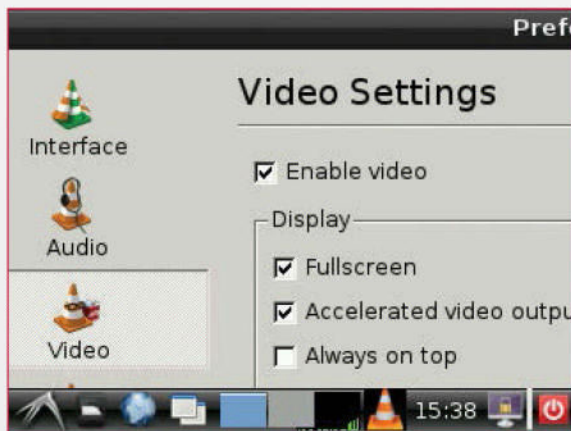 Pref
Video Settings
Interface
Enable video
Audio
Display
Fullscreen
Accelerated video outpu
Video
Always on top
15:38